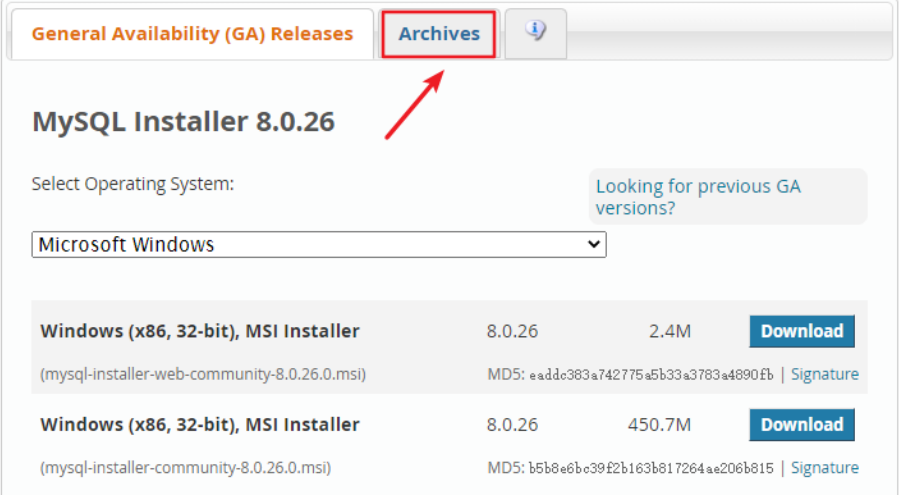 General Availability (GA) Releases Archives
MySQL Installer 8.0.26
Select Operating System:
Looking for previous GA
versions?
Microsoft Windows
Windows (x86, 32-bit), MSI Installer 8.0.26 2.4M Download
(mysql-installer-web-community-8.0.26.0.msi) MD5: eaddc383a742775a5b33a3783a4890fb | Signature
Windows (x86, 32-bit), MSI Installer 8.0.26 450.7M Download
(mysql-installer-community-8.0.26.0.msi) MD5: b5b8e6bc39f2b163b817264ae206b815 | Signature